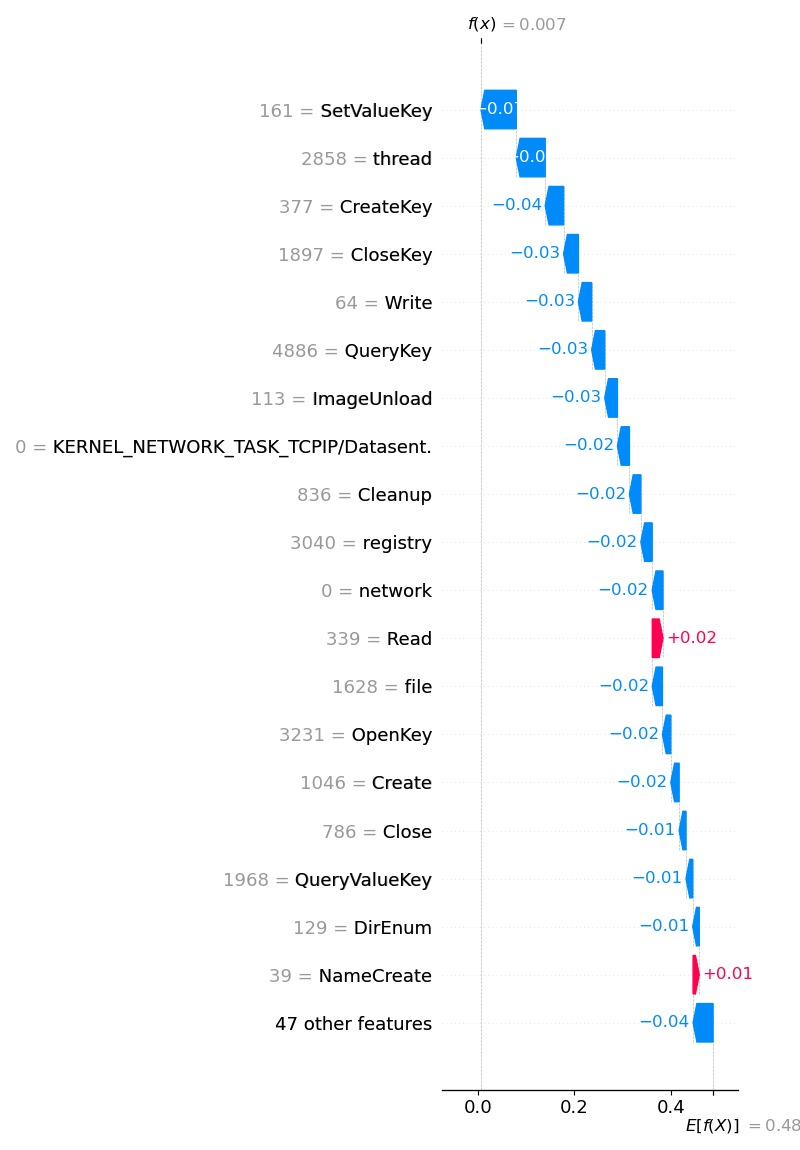 f(x) = 0.007
161 = SetValueKey
2858 = thread
−0.0
377 = CreateKey
−0.04
1897 = CloseKey
−0.03
64 = Write
−0.03
4886 = QueryKey
−0.03
113 = ImageUnload
−0.03
0 = KERNEL_NETWORK_TASK_TCPIP/Datasent.
−0.02
836 = Cleanup
−0.02
3040 = registry
−0.02
0 = network
−0.02
339 = Read
+0.02
1628 = file
−0.02
3231 = OpenKey
−0.02
1046 = Create
−0.02
786 = Close
−0.01
1968 = QueryValueKey
−0.01
129 = DirEnum
−0.01
39 = NameCreate
+0.01
47 other features
−0.04
0.0 0.2 0.4
E[f(X)] = 0.48